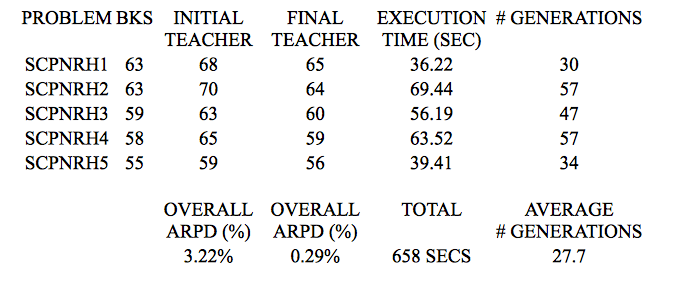 PROBLEM BKS INITIAL FINAL EXECUTION # GENERATIONS
TEACHER TEACHER TIME (SEC)
SCPNRH1 63 68 65 36.22 30
SCPNRH2 63 70 64 69.44 57
SCPNRH3 59 63 60 56.19 47
SCPNRH4 58 65 59 63.52 57
SCPNRH5 55 59 56 39.41 34
OVERALL OVERALL TOTAL AVERAGE
ARPD (%) ARPD (%) # GENERATIONS
3.22% 0.29% 658 SECS 27.7